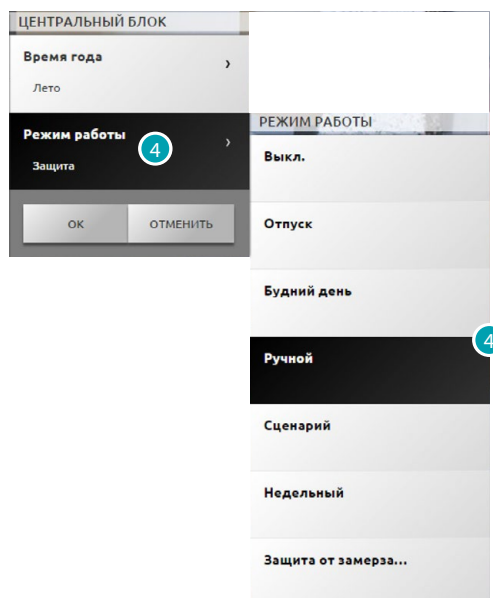 ЦЕНТРАЛЬНЫЙ БЛОК
Время года
›
Лето
Режим работы
4
›
Защита
ОК
ОТМЕНИТЬ
РЕЖИМ РАБОТЫ
Выкл.
Отпуск
Будний день
4
Ручной
Сценарий
Недельный
Защита от замерза...